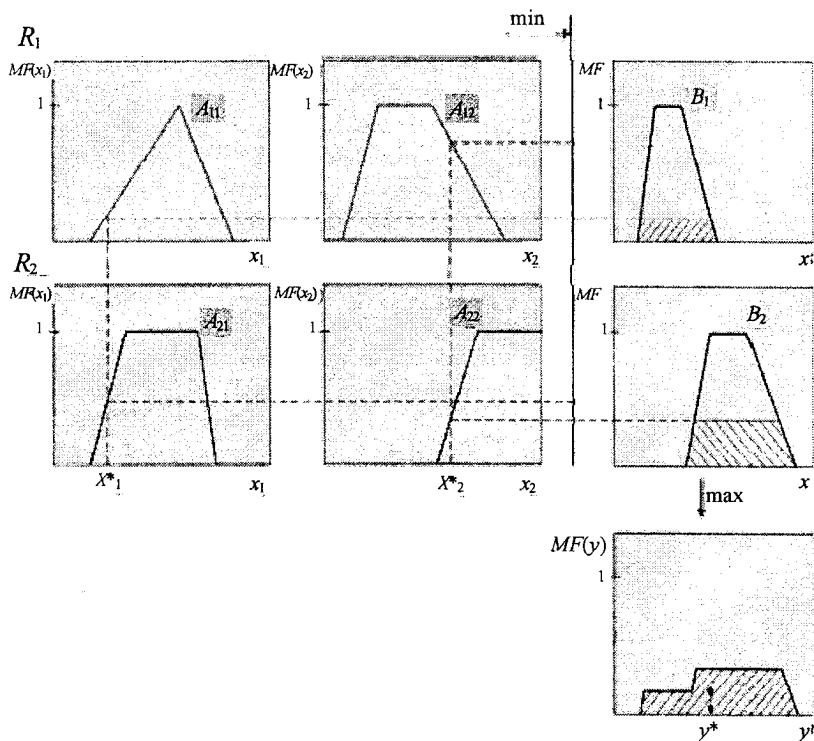 min
R₁
MF(x₁)
1
A₁₁
x₁
MF(x₂)
1
A₁₂
x₂
MF
1
B₁
R₂
MF(x₁)
1
A₂₁
X*₁
x₁
MF(x₂)
1
A₂₂
X*₂
x₂
MF
1
B₂
x
max
MF(y)
1
y*